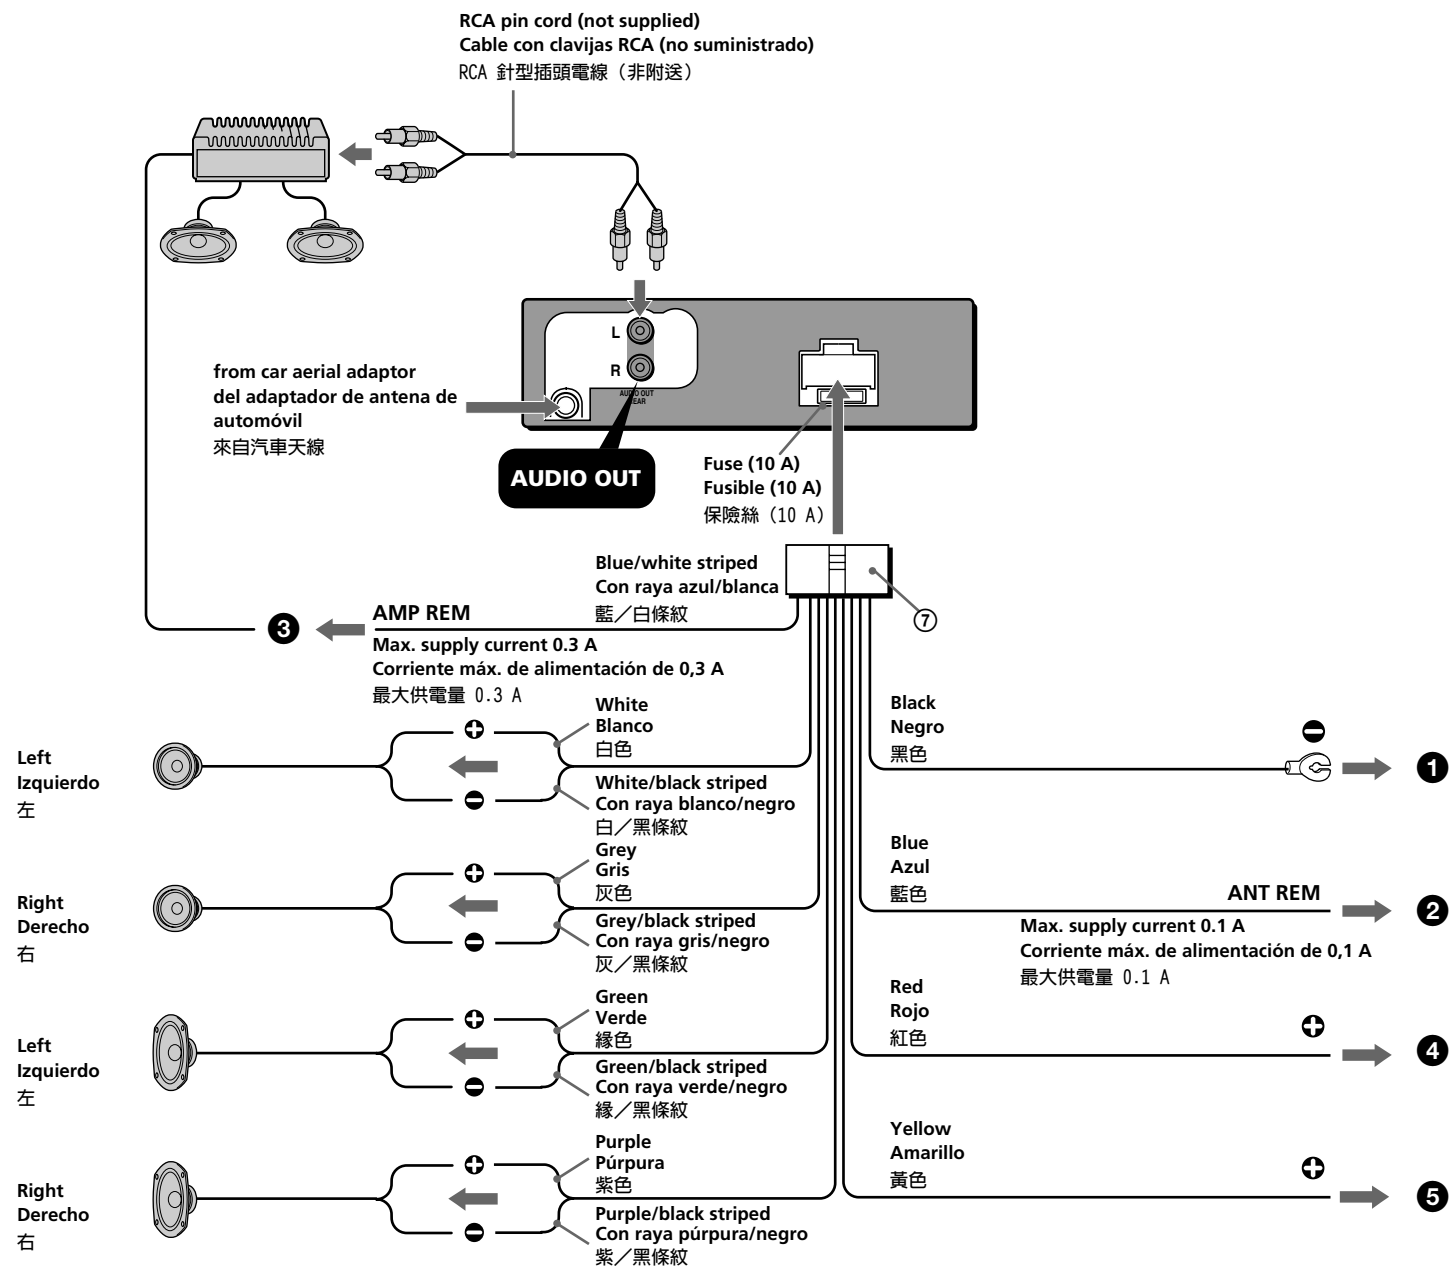 RCA pin cord (not supplied)
Cable con clavijas RCA (no suministrado)
RCA 針型插頭電線（非附送）
L
R
AUDIO OUT
REAR
from car aerial adaptor
del adaptador de antena de
automóvil
來自汽車天線
AUDIO OUT
Fuse (10 A)
Fusible (10 A)
保險絲（10 A）
Blue/white striped
Con raya azul/blanca
藍／白條紋
7
3
AMP REM
Max. supply current 0.3 A
Corriente máx. de alimentación de 0,3 A
最大供電量 0.3 A
Left
Izquierdo
左
White
Blanco
白色
White/black striped
Con raya blanco/negro
白／黑條紋
Right
Derecho
右
Grey
Gris
灰色
Grey/black striped
Con raya gris/negro
灰／黑條紋
Left
Izquierdo
左
Green
Verde
緣色
Green/black striped
Con raya verde/negro
緣／黑條紋
Right
Derecho
右
Purple
Púrpura
紫色
Purple/black striped
Con raya púrpura/negro
紫／黑條紋
Black
Negro
黑色
1
Blue
Azul
藍色
ANT REM
2
Max. supply current 0.1 A
Corriente máx. de alimentación de 0,1 A
最大供電量 0.1 A
Red
Rojo
紅色
4
Yellow
Amarillo
黃色
5